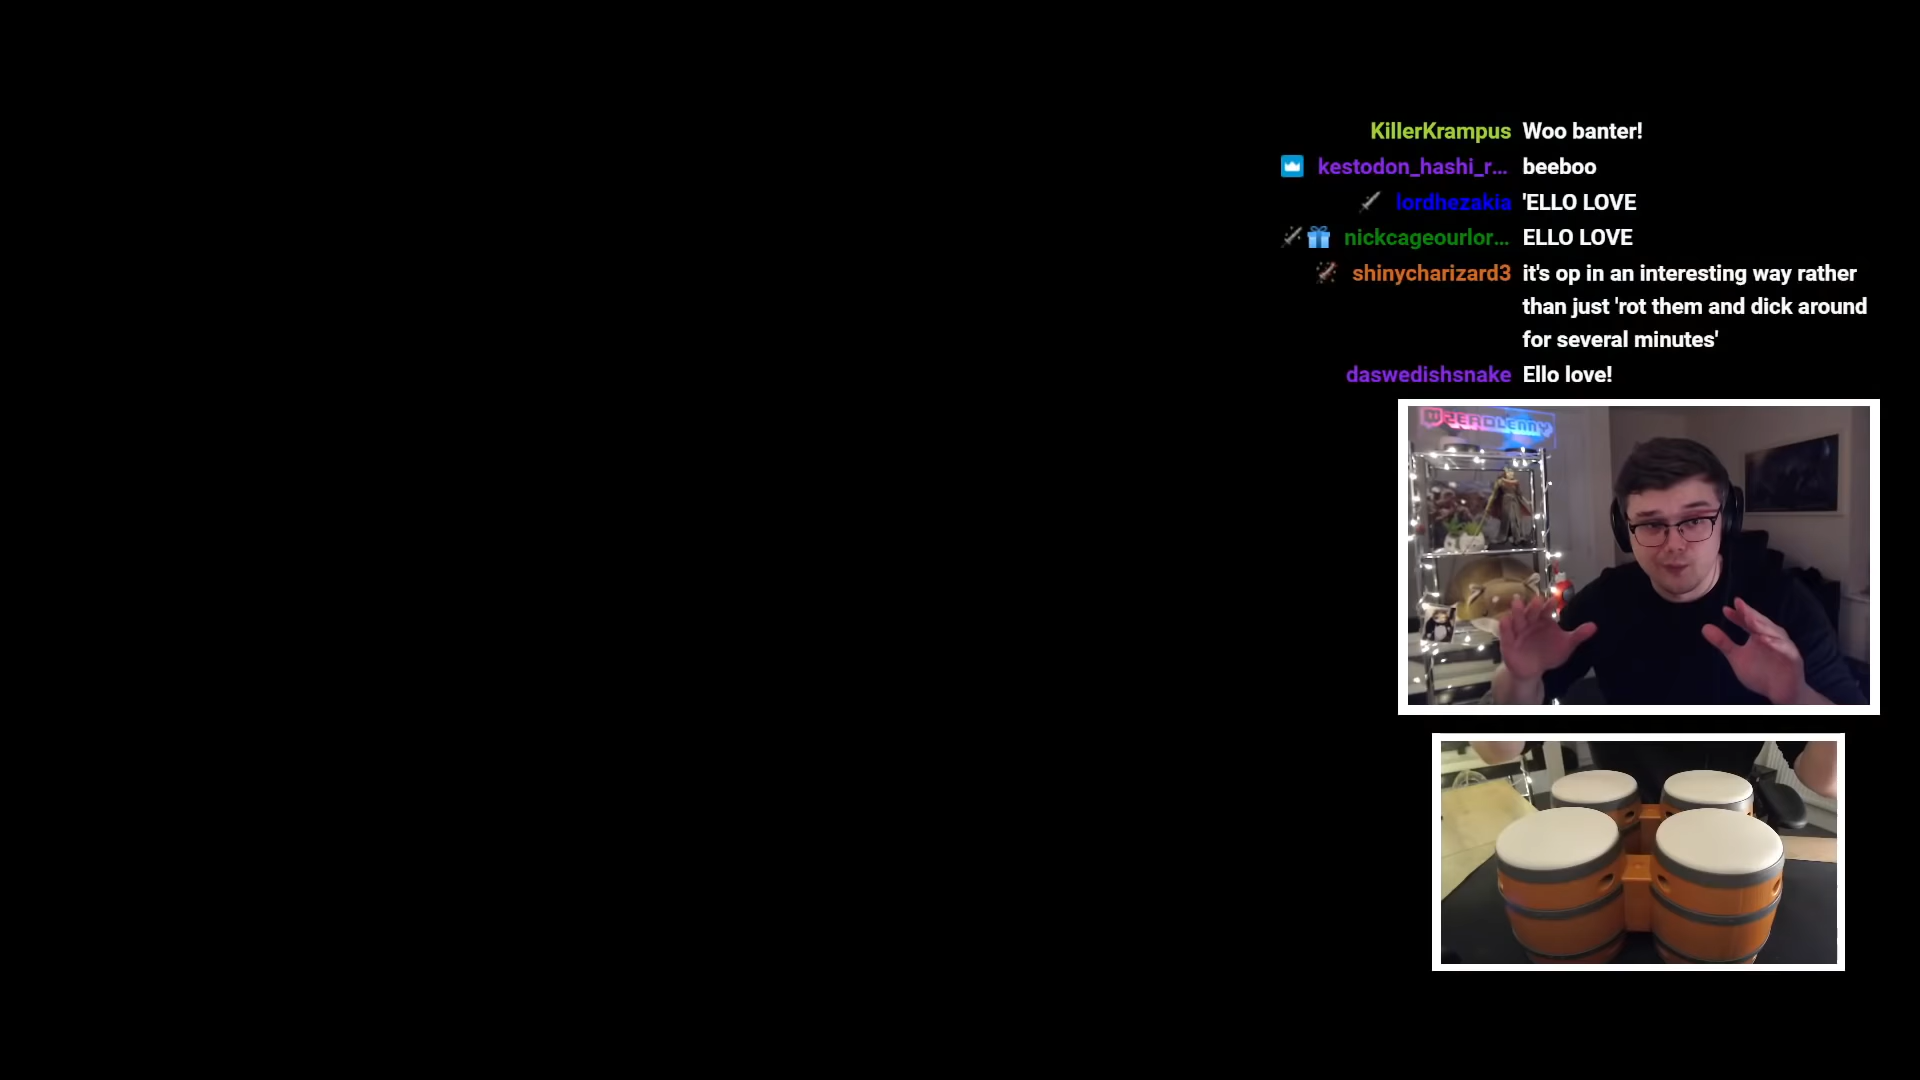 KillerKrampus Woo banter!
kestodon_hashi_r... beeboo
lordhezakia 'ELLO LOVE
nickcageourlor... ELLO LOVE
shinycharizard3 it's op in an interesting way rather
than just 'rot them and dick around
for several minutes'
daswedishsnake Ello love!
ZEROLENNY